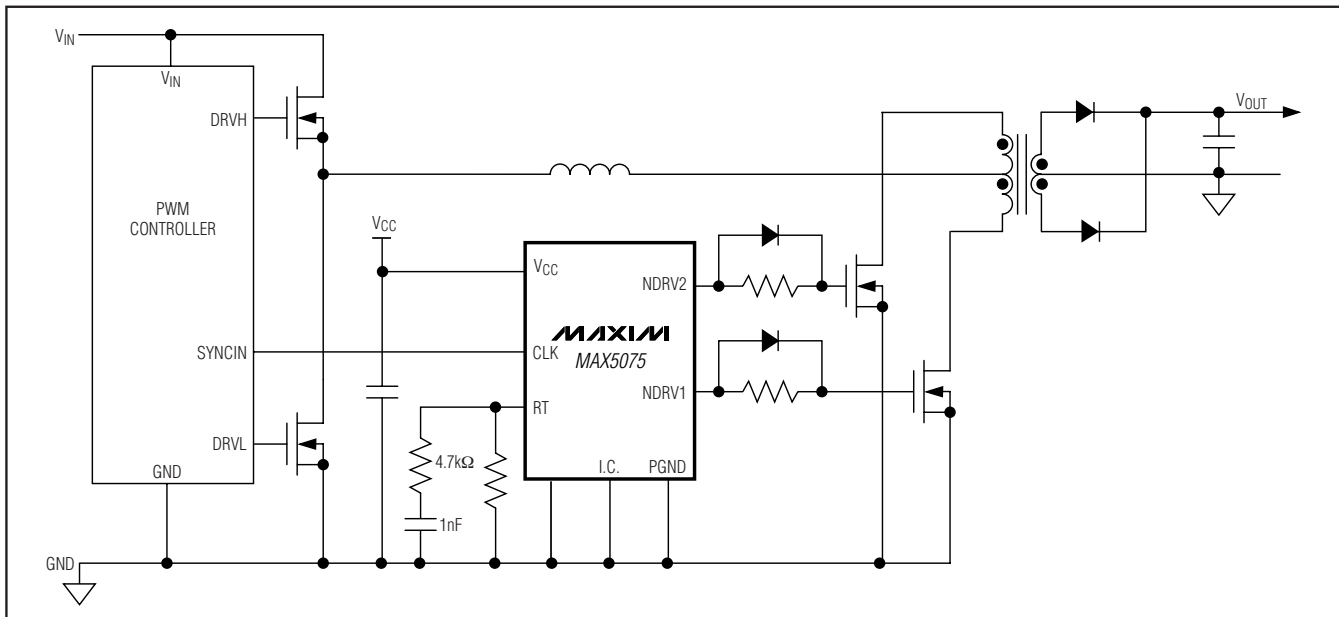 VIN
VIN
DRVH
PWM
CONTROLLER
SYNCIN
DRVL
GND
GND
VCC
VCC
CLK
RT
MAXIM
MAX5075
NDRV2
NDRV1
I.C.
PGND
4.7kΩ
1nF
VOUT